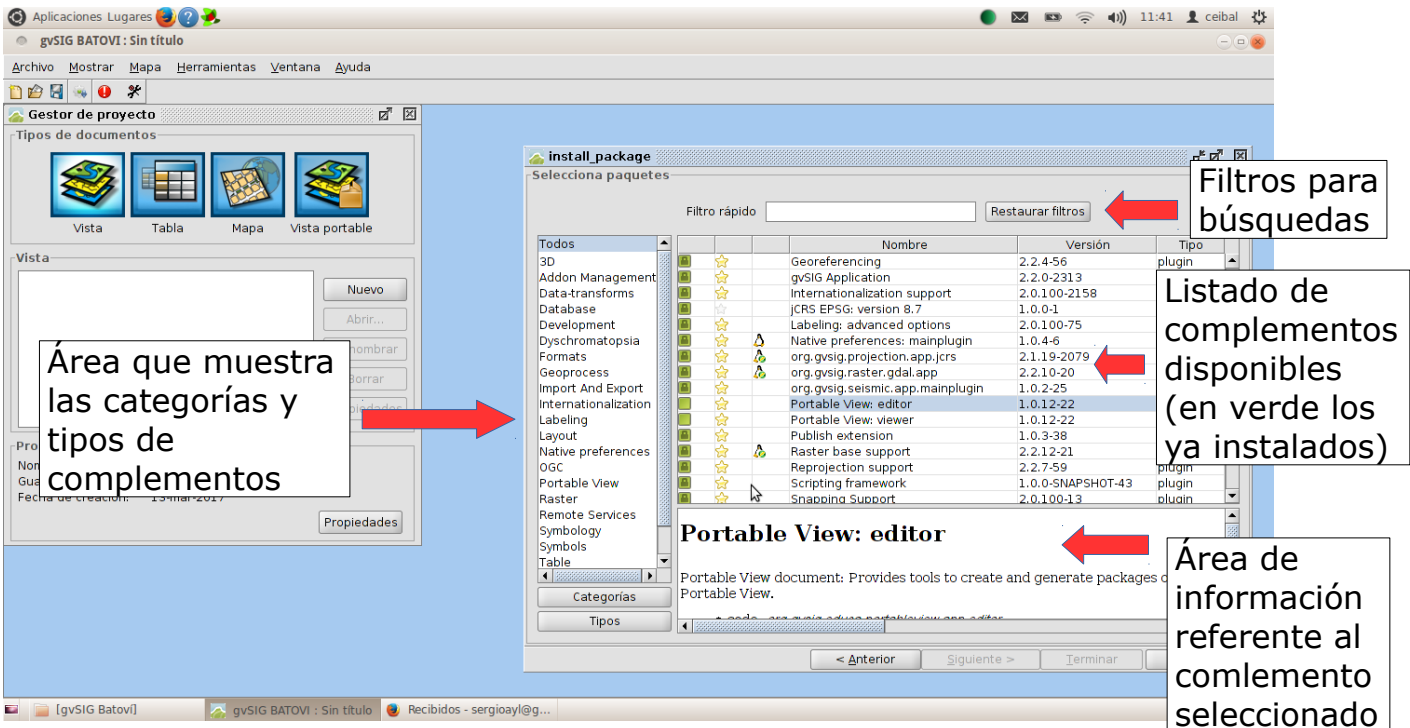 Aplicaciones Lugares
11:41 ceibal
gvSIG BATOVI : Sin título
Archivo Mostrar Mapa Herramientas Ventana Ayuda
Gestor de proyecto
Tipos de documentos
Vista Tabla Mapa Vista portable
Vista
Nuevo
Abrir...
Área que muestra
las categorías y
tipos de
complementos
Fecha de creación: 13-mar-2017
Propiedades
install_package
Selecciona paquetes
Filtro rápido
Restaurar filtros
Filtros para
búsquedas
Todos
3D
Addon Management
Data-transforms
Database
Development
Dyschromatopsia
Formats
Geoprocess
Import And Export
Internationalization
Labeling
Layout
Native preferences
OGC
Portable View
Raster
Remote Services
Symbology
Symbols
Table
Categorías
Tipos
Nombre Versión Tipo
Georeferencing 2.2.4-56 plugin
gvSIG Application 2.2.0-2313
Internationalization support 2.0.100-2158
jCRS EPSG: version 8.7 1.0.0-1
Labeling: advanced options 2.0.100-75
Native preferences: mainplugin 1.0.4-6
org.gvsig.projection.app.jcrs 2.1.19-2079
org.gvsig.raster.gdal.app 2.2.10-20
org.gvsig.seismic.app.mainplugin 1.0.2-25
Portable View: editor 1.0.12-22
Portable View: viewer 1.0.12-22
Publish extension 1.0.3-38
Raster base support 2.2.12-21
Reprojection support 2.2.7-59 plugin
Scripting framework 1.0.0-SNAPSHOT-43 plugin
Snapping Support 2.0.100-13 plugin
Listado de
complementos
disponibles
(en verde los
ya instalados)
Portable View: editor
Portable View document: Provides tools to create and generate packages
Portable View.
Área de
información
referente al
comlemento
seleccionado
< Anterior Siguiente > Terminar
[gvSIG Batoví] gvSIG BATOVI : Sin título Recibidos - sergioayl@g...